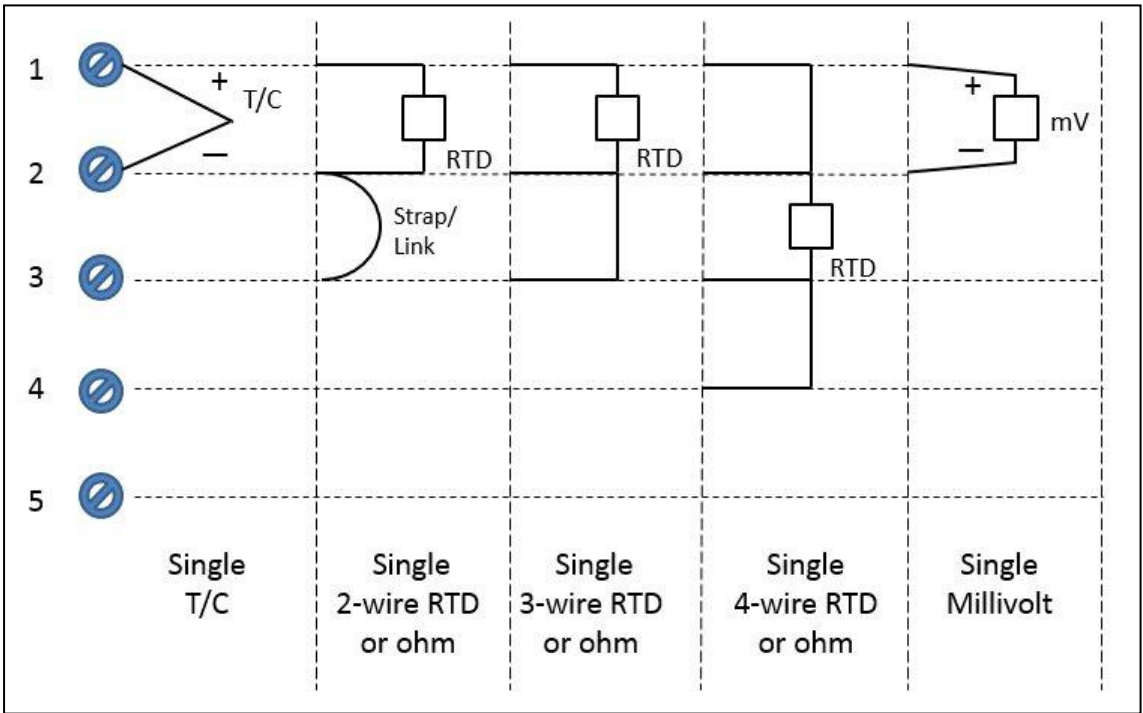 1
+
T/C
−
2
RTD
RTD
+
mV
−
Strap/
Link
3
RTD
4
5
Single
T/C
Single
2-wire RTD
or ohm
Single
3-wire RTD
or ohm
Single
4-wire RTD
or ohm
Single
Millivolt